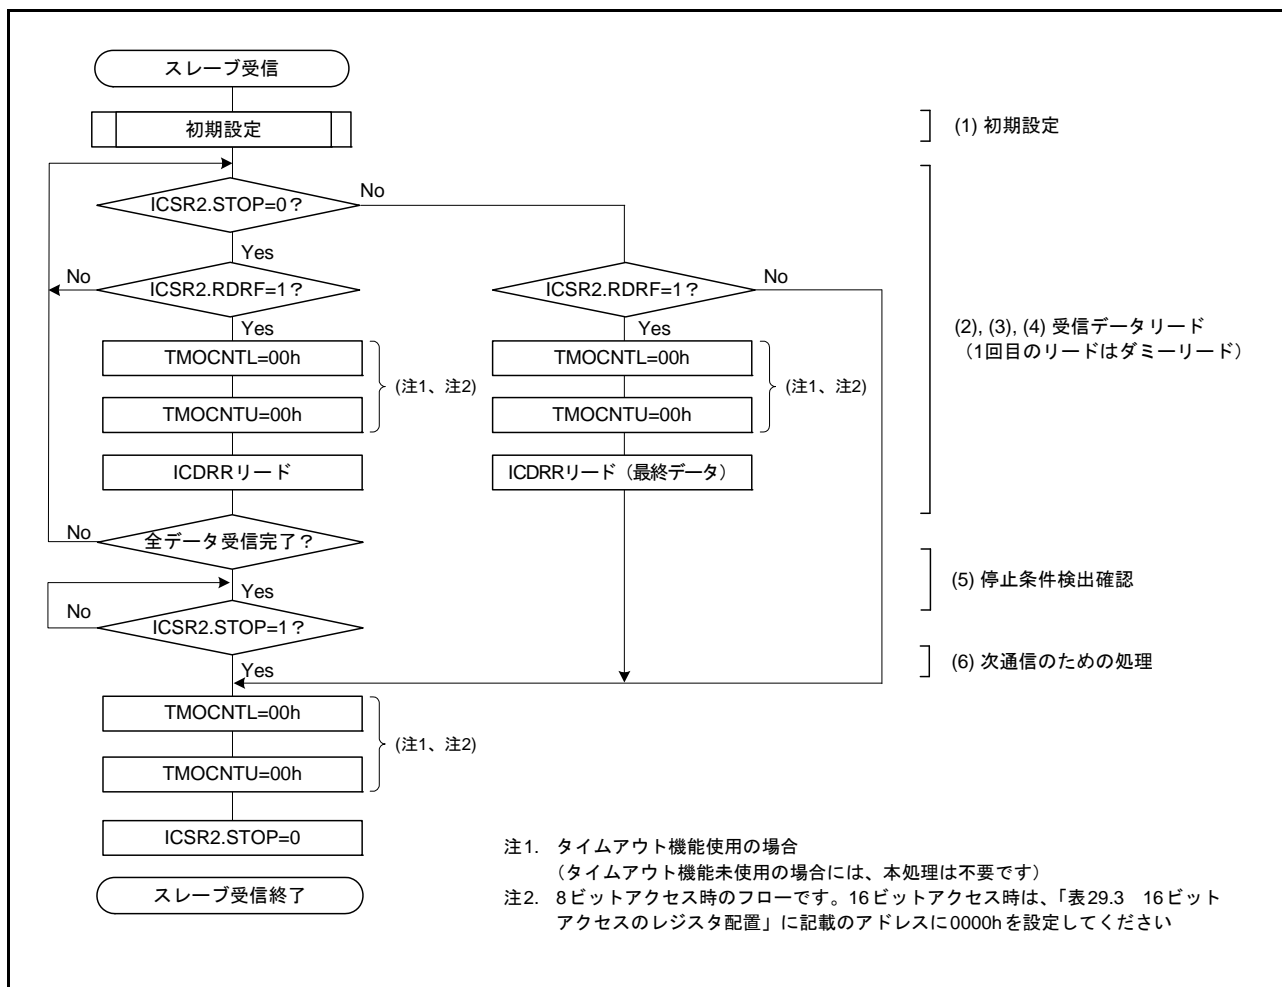 スレーブ受信
初期設定
(1) 初期設定
No
ICSR2.STOP=0？
Yes
No
ICSR2.RDRF=1？
ICSR2.RDRF=1？
No
Yes
Yes
(2), (3), (4) 受信データリード
（1回目のリードはダミーリード）
TMOCNTL=00h
TMOCNTL=00h
(注1、注2)
(注1、注2)
TMOCNTU=00h
TMOCNTU=00h
ICDRRリード
ICDRRリード（最終データ）
No
全データ受信完了？
(5) 停止条件検出確認
Yes
No
ICSR2.STOP=1？
Yes
(6) 次通信のための処理
TMOCNTL=00h
(注1、注2)
TMOCNTU=00h
ICSR2.STOP=0
スレーブ受信終了
注1. タイムアウト機能使用の場合
（タイムアウト機能未使用の場合には、本処理は不要です）
注2. 8ビットアクセス時のフローです。16ビットアクセス時は、「表29.3 16ビット
アクセスのレジスタ配置」に記載のアドレスに0000hを設定してください